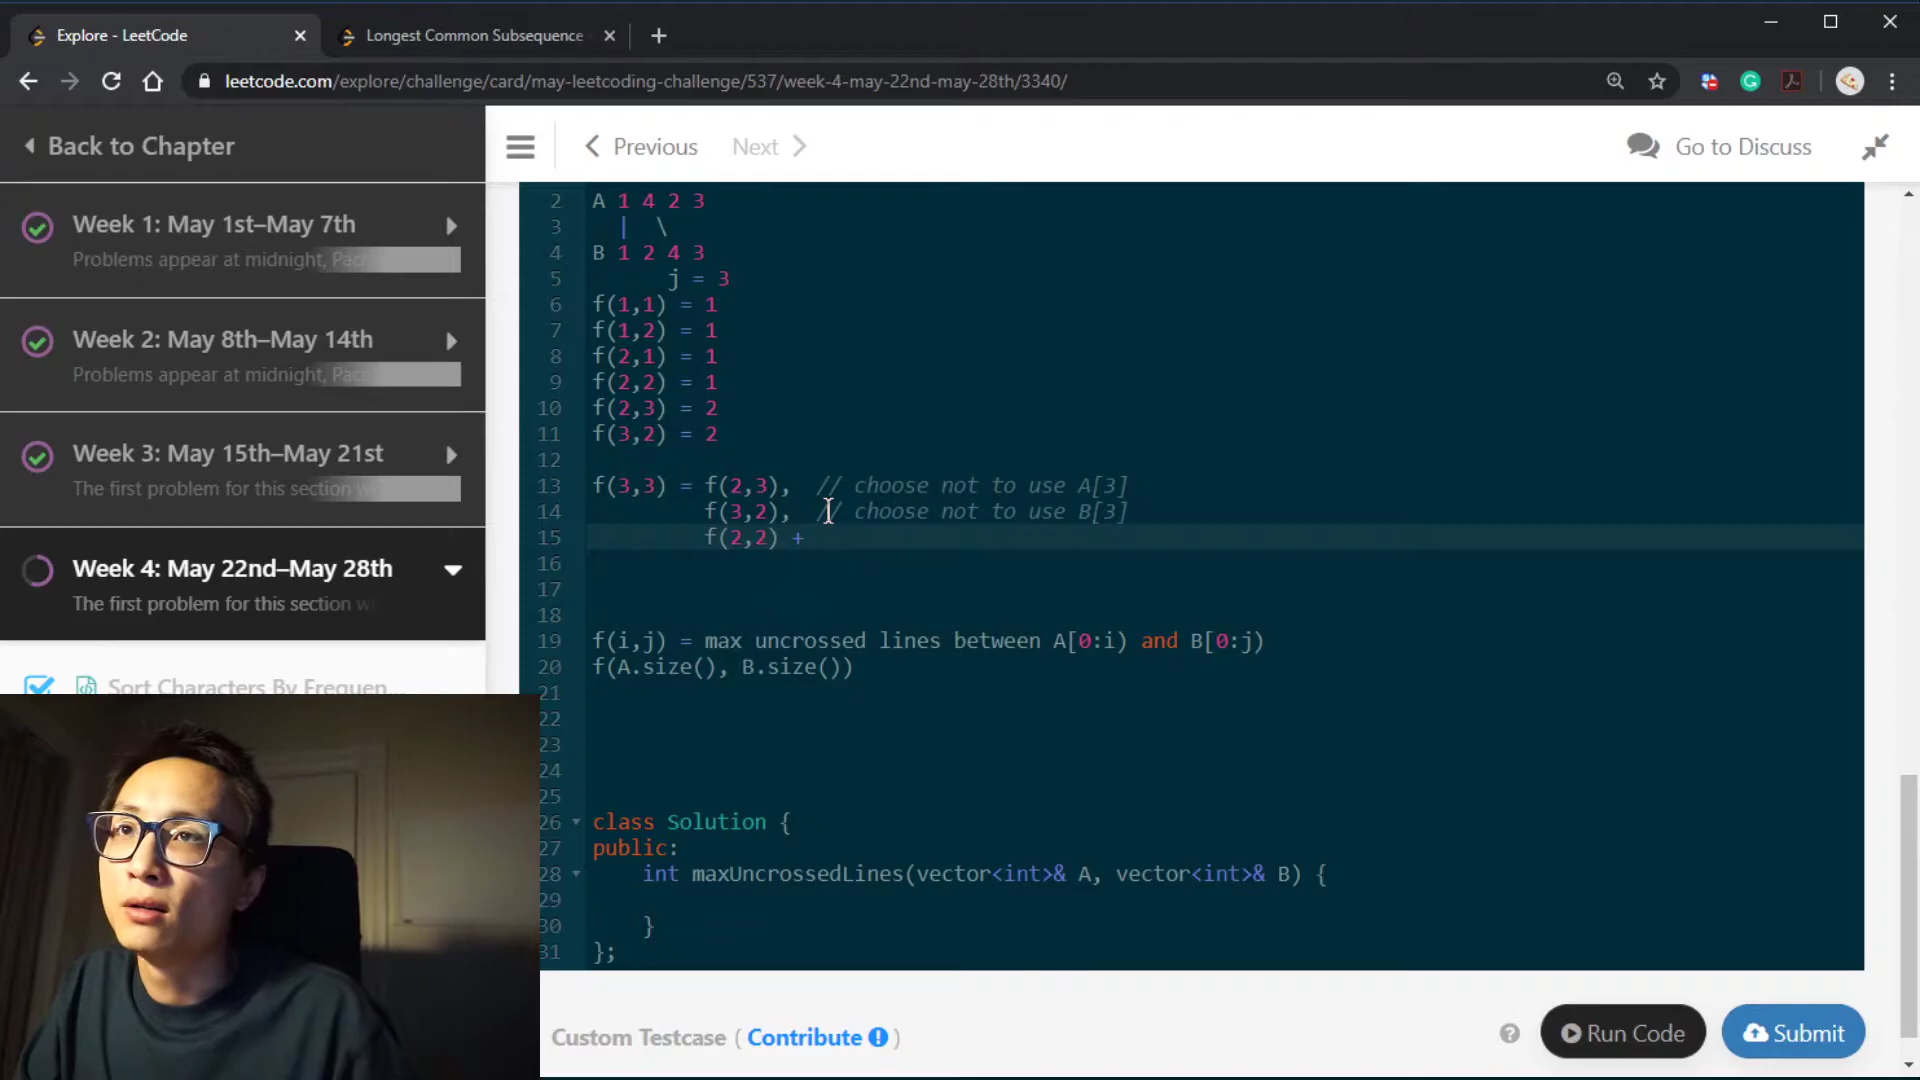 Explore - LeetCode
Longest Common Subsequence
leetcode.com/explore/challenge/card/may-leetcoding-challenge/537/week-4-may-22nd-may-28th/3340/
Back to Chapter
Previous
Next
Go to Discuss
Week 1: May 1st–May 7th
Problems appear at midnight,
Week 2: May 8th–May 14th
Problems appear at midnight,
Week 3: May 15th–May 21st
The first problem for this section
Week 4: May 22nd–May 28th
The first problem for this section
Sort Characters By Frequen...
2 A 1 4 2 3
3 | \
4 B 1 2 4 3
5 j = 3
6 f(1,1) = 1
7 f(1,2) = 1
8 f(2,1) = 1
9 f(2,2) = 1
10 f(2,3) = 2
11 f(3,2) = 2
12
13 f(3,3) = f(2,3), // choose not to use A[3]
14 f(3,2), // choose not to use B[3]
15 f(2,2) +
16
17
18
19 f(i,j) = max uncrossed lines between A[0:i) and B[0:j)
20 f(A.size(), B.size())
21
22
23
24
25
26 class Solution {
27 public:
28 int maxUncrossedLines(vector<int>& A, vector<int>& B) {
29
30 }
31 };
Custom Testcase ( Contribute )
Run Code
Submit